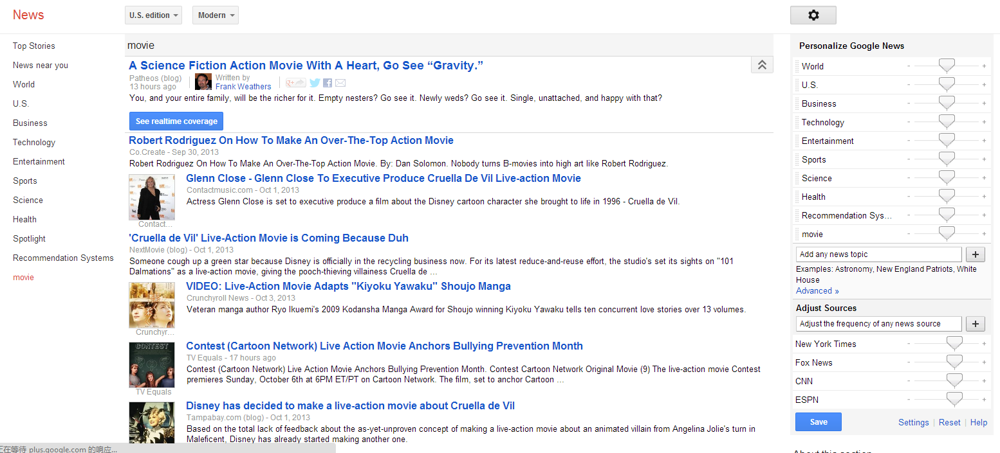 News
U.S. edition
Modern
Top Stories
News near you
World
U.S.
Business
Technology
Entertainment
Sports
Science
Health
Spotlight
Recommendation Systems
movie
movie
A Science Fiction Action Movie With A Heart, Go See “Gravity.”
Patheos (blog)
13 hours ago
Written by
Frank Weathers
You, and your entire family, will be the richer for it. Empty nesters? Go see it. Newly weds? Go see it. Single, unattached, and happy with that?
See realtime coverage
Robert Rodriguez On How To Make An Over-The-Top Action Movie
Co.Create - Sep 30, 2013
Robert Rodriguez On How To Make An Over-The-Top Action Movie. By: Dan Solomon. Nobody turns B-movies into high art like Robert Rodriguez.
Glenn Close - Glenn Close To Executive Produce Cruella De Vil Live-action Movie
Contactmusic.com - Oct 1, 2013
Actress Glenn Close is set to executive produce a film about the Disney cartoon character she brought to life in 1996 - Cruella de Vil.
Contact...
'Cruella de Vil' Live-Action Movie is Coming Because Duh
NextMovie (blog) - Oct 1, 2013
Someone cough up a green star because Disney is officially in the recycling business now. For its latest reduce-and-reuse effort, the studio's set its sights on "101
Dalmations" as a live-action movie, giving the pooch-thieving villainess Cruella de ...
VIDEO: Live-Action Movie Adapts "Kiyoku Yawaku" Shoujo Manga
Crunchyroll News - Oct 3, 2013
Veteran manga author Ryo Ikuemi's 2009 Kodansha Manga Award for Shoujo winning Kiyoku Yawaku tells ten concurrent love stories over 13 volumes.
Crunchyr...
Contest (Cartoon Network) Live Action Movie Anchors Bullying Prevention Month
TV Equals - 17 hours ago
Contest (Cartoon Network) Live Action Movie Anchors Bullying Prevention Month. Contest Cartoon Network Original Movie (9) The live-action movie Contest
premieres Sunday, October 6th at 6PM ET/PT on Cartoon Network. The film, set to anchor Cartoon ...
CONTEST
TV Equals
Disney has decided to make a live-action movie about Cruella de Vil
Tampabay.com (blog) - Oct 1, 2013
Based on the total lack of feedback about the as-yet-unproven concept of making a live-action movie about an animated villain from Angelina Jolie's turn in
Maleficent, Disney has already started making another one.
正在等待 plus.google.com 的响应...
Personalize Google News
World - +
U.S. - +
Business - +
Technology - +
Entertainment - +
Sports - +
Science - +
Health - +
Recommendation Sys... - +
movie - +
Add any news topic +
Examples: Astronomy, New England Patriots, White
House
Advanced »
Adjust Sources
Adjust the frequency of any news source +
New York Times - +
Fox News - +
CNN - +
ESPN - +
Save
Settings | Reset | Help
About this section